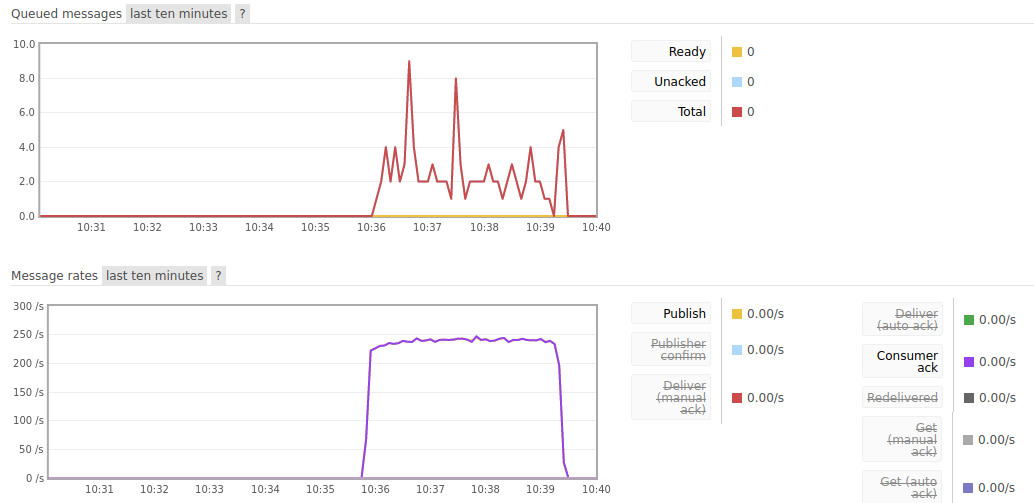 Queued messages last ten minutes ?
10.0
8.0
6.0
4.0
2.0
0.0
10:31 10:32 10:33 10:34 10:35 10:36 10:37 10:38 10:39 10:40
Ready 0
Unacked 0
Total 0
Message rates last ten minutes ?
300 /s
250 /s
200 /s
150 /s
100 /s
50 /s
0 /s
10:31 10:32 10:33 10:34 10:35 10:36 10:37 10:38 10:39 10:40
Publish 0.00/s
Publisher
confirm 0.00/s
Deliver
(manual
ack) 0.00/s
Deliver
(auto ack) 0.00/s
Consumer
ack 0.00/s
Redelivered 0.00/s
Get
(manual
ack) 0.00/s
Get (auto
ack) 0.00/s